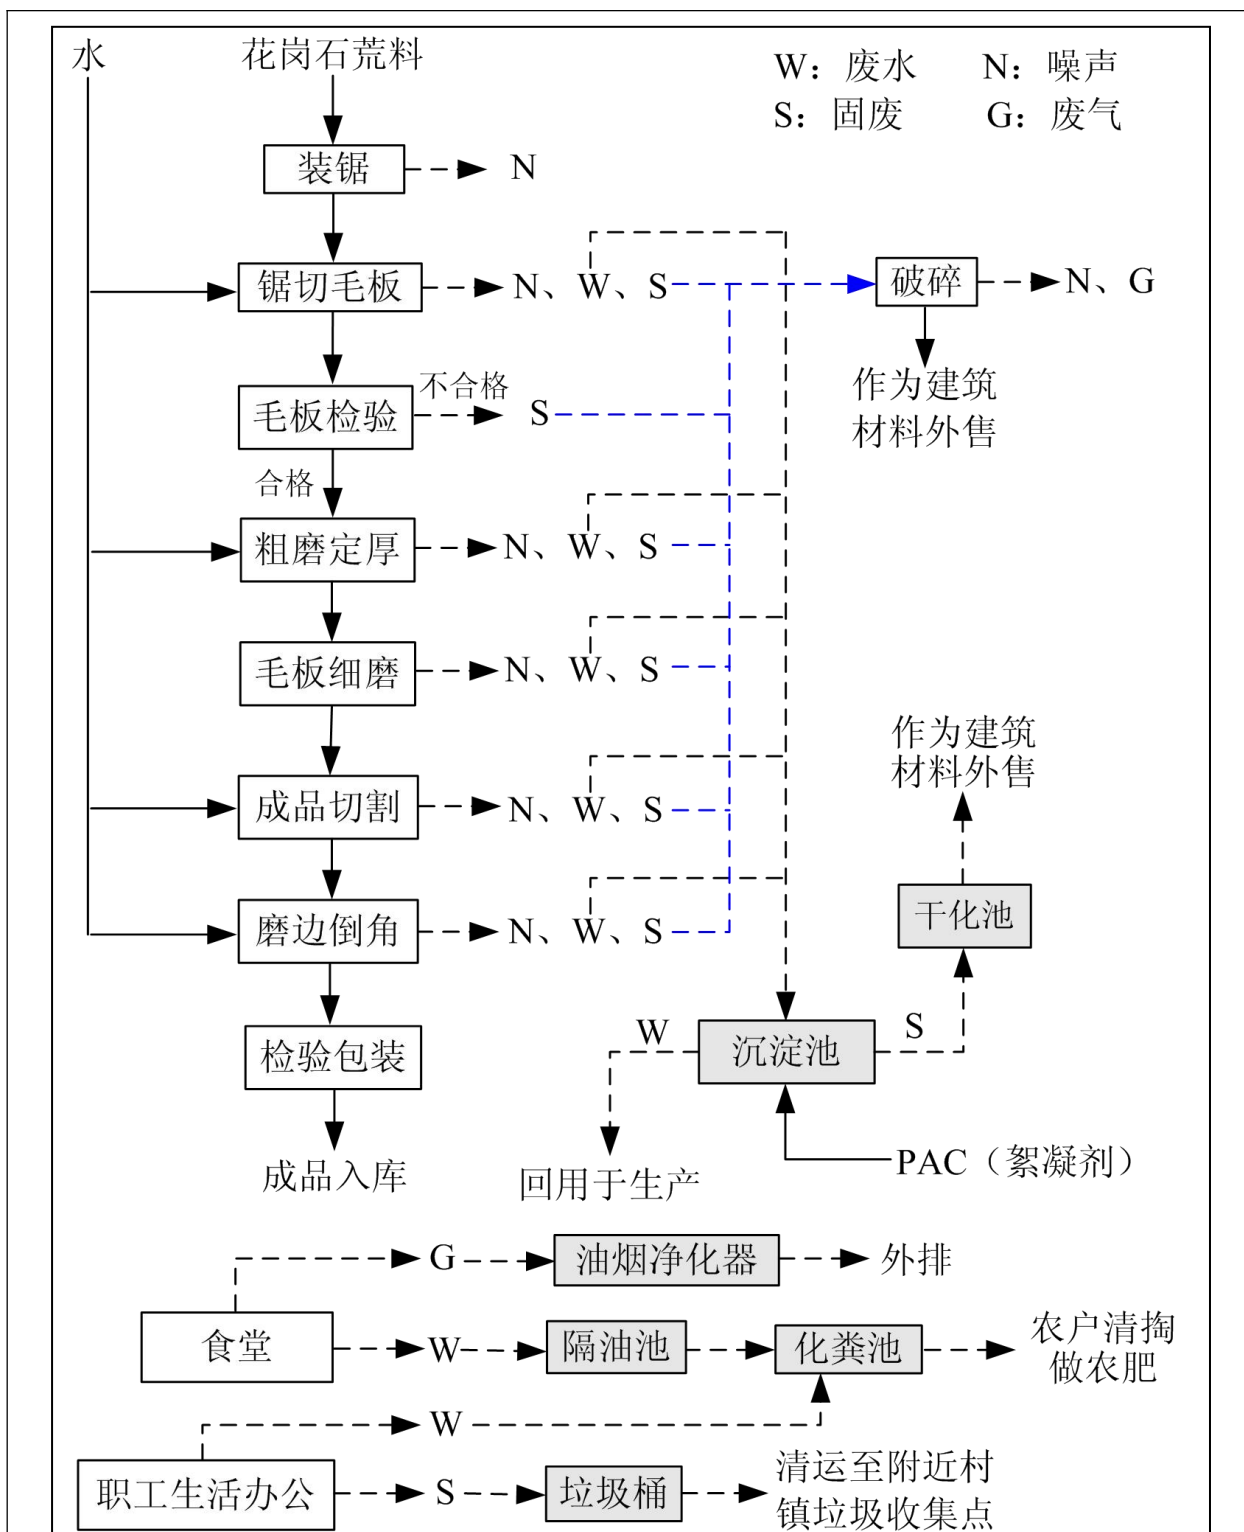 水
花岗石荒料
W：废水
N：噪声
S：固废
G：废气
装锯
N
锯切毛板
N、W、S
破碎
N、G
作为建筑
材料外售
毛板检验
不合格
S
合格
粗磨定厚
N、W、S
毛板细磨
N、W、S
作为建筑
材料外售
成品切割
N、W、S
干化池
磨边倒角
N、W、S
检验包装
W
沉淀池
S
成品入库
回用于生产
PAC（絮凝剂）
G
油烟净化器
外排
食堂
W
隔油池
化粪池
农户清掏
做农肥
W
职工生活办公
S
垃圾桶
清运至附近村
镇垃圾收集点